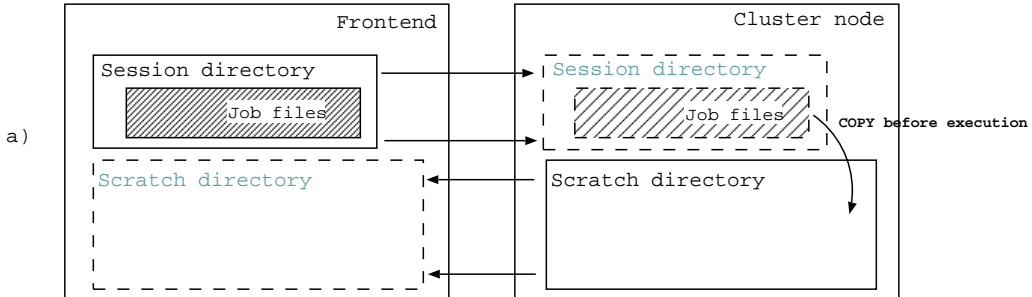 Frontend
Cluster node
Session directory
Session directory
Job files
Job files
a)
COPY before execution
Scratch directory
Scratch directory